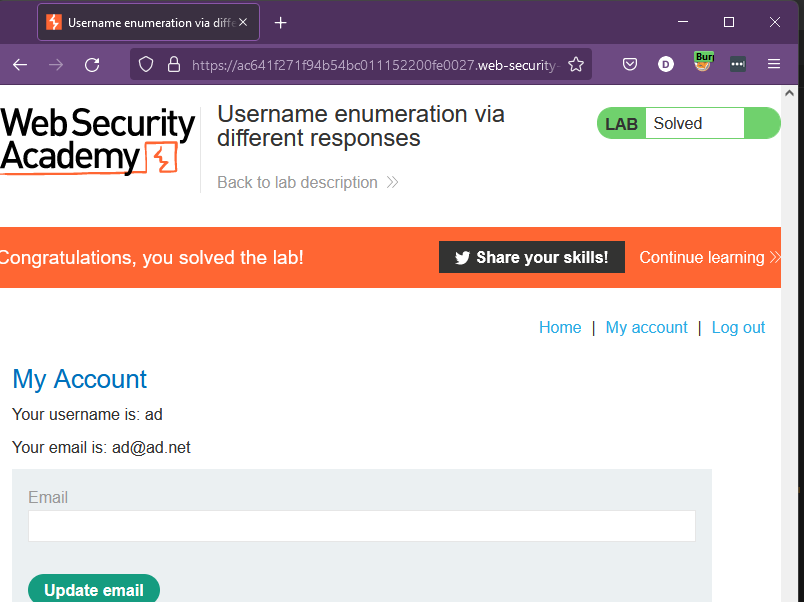 Username enumeration via diffe
https://ac641f271f94b54bc011152200fe0027.web-security-
D
Burp
Web Security
Academy
Username enumeration via
different responses
LAB Solved
Back to lab description
Congratulations, you solved the lab!
Share your skills!
Continue learning
Home | My account | Log out
My Account
Your username is: ad
Your email is: ad@ad.net
Email
Update email